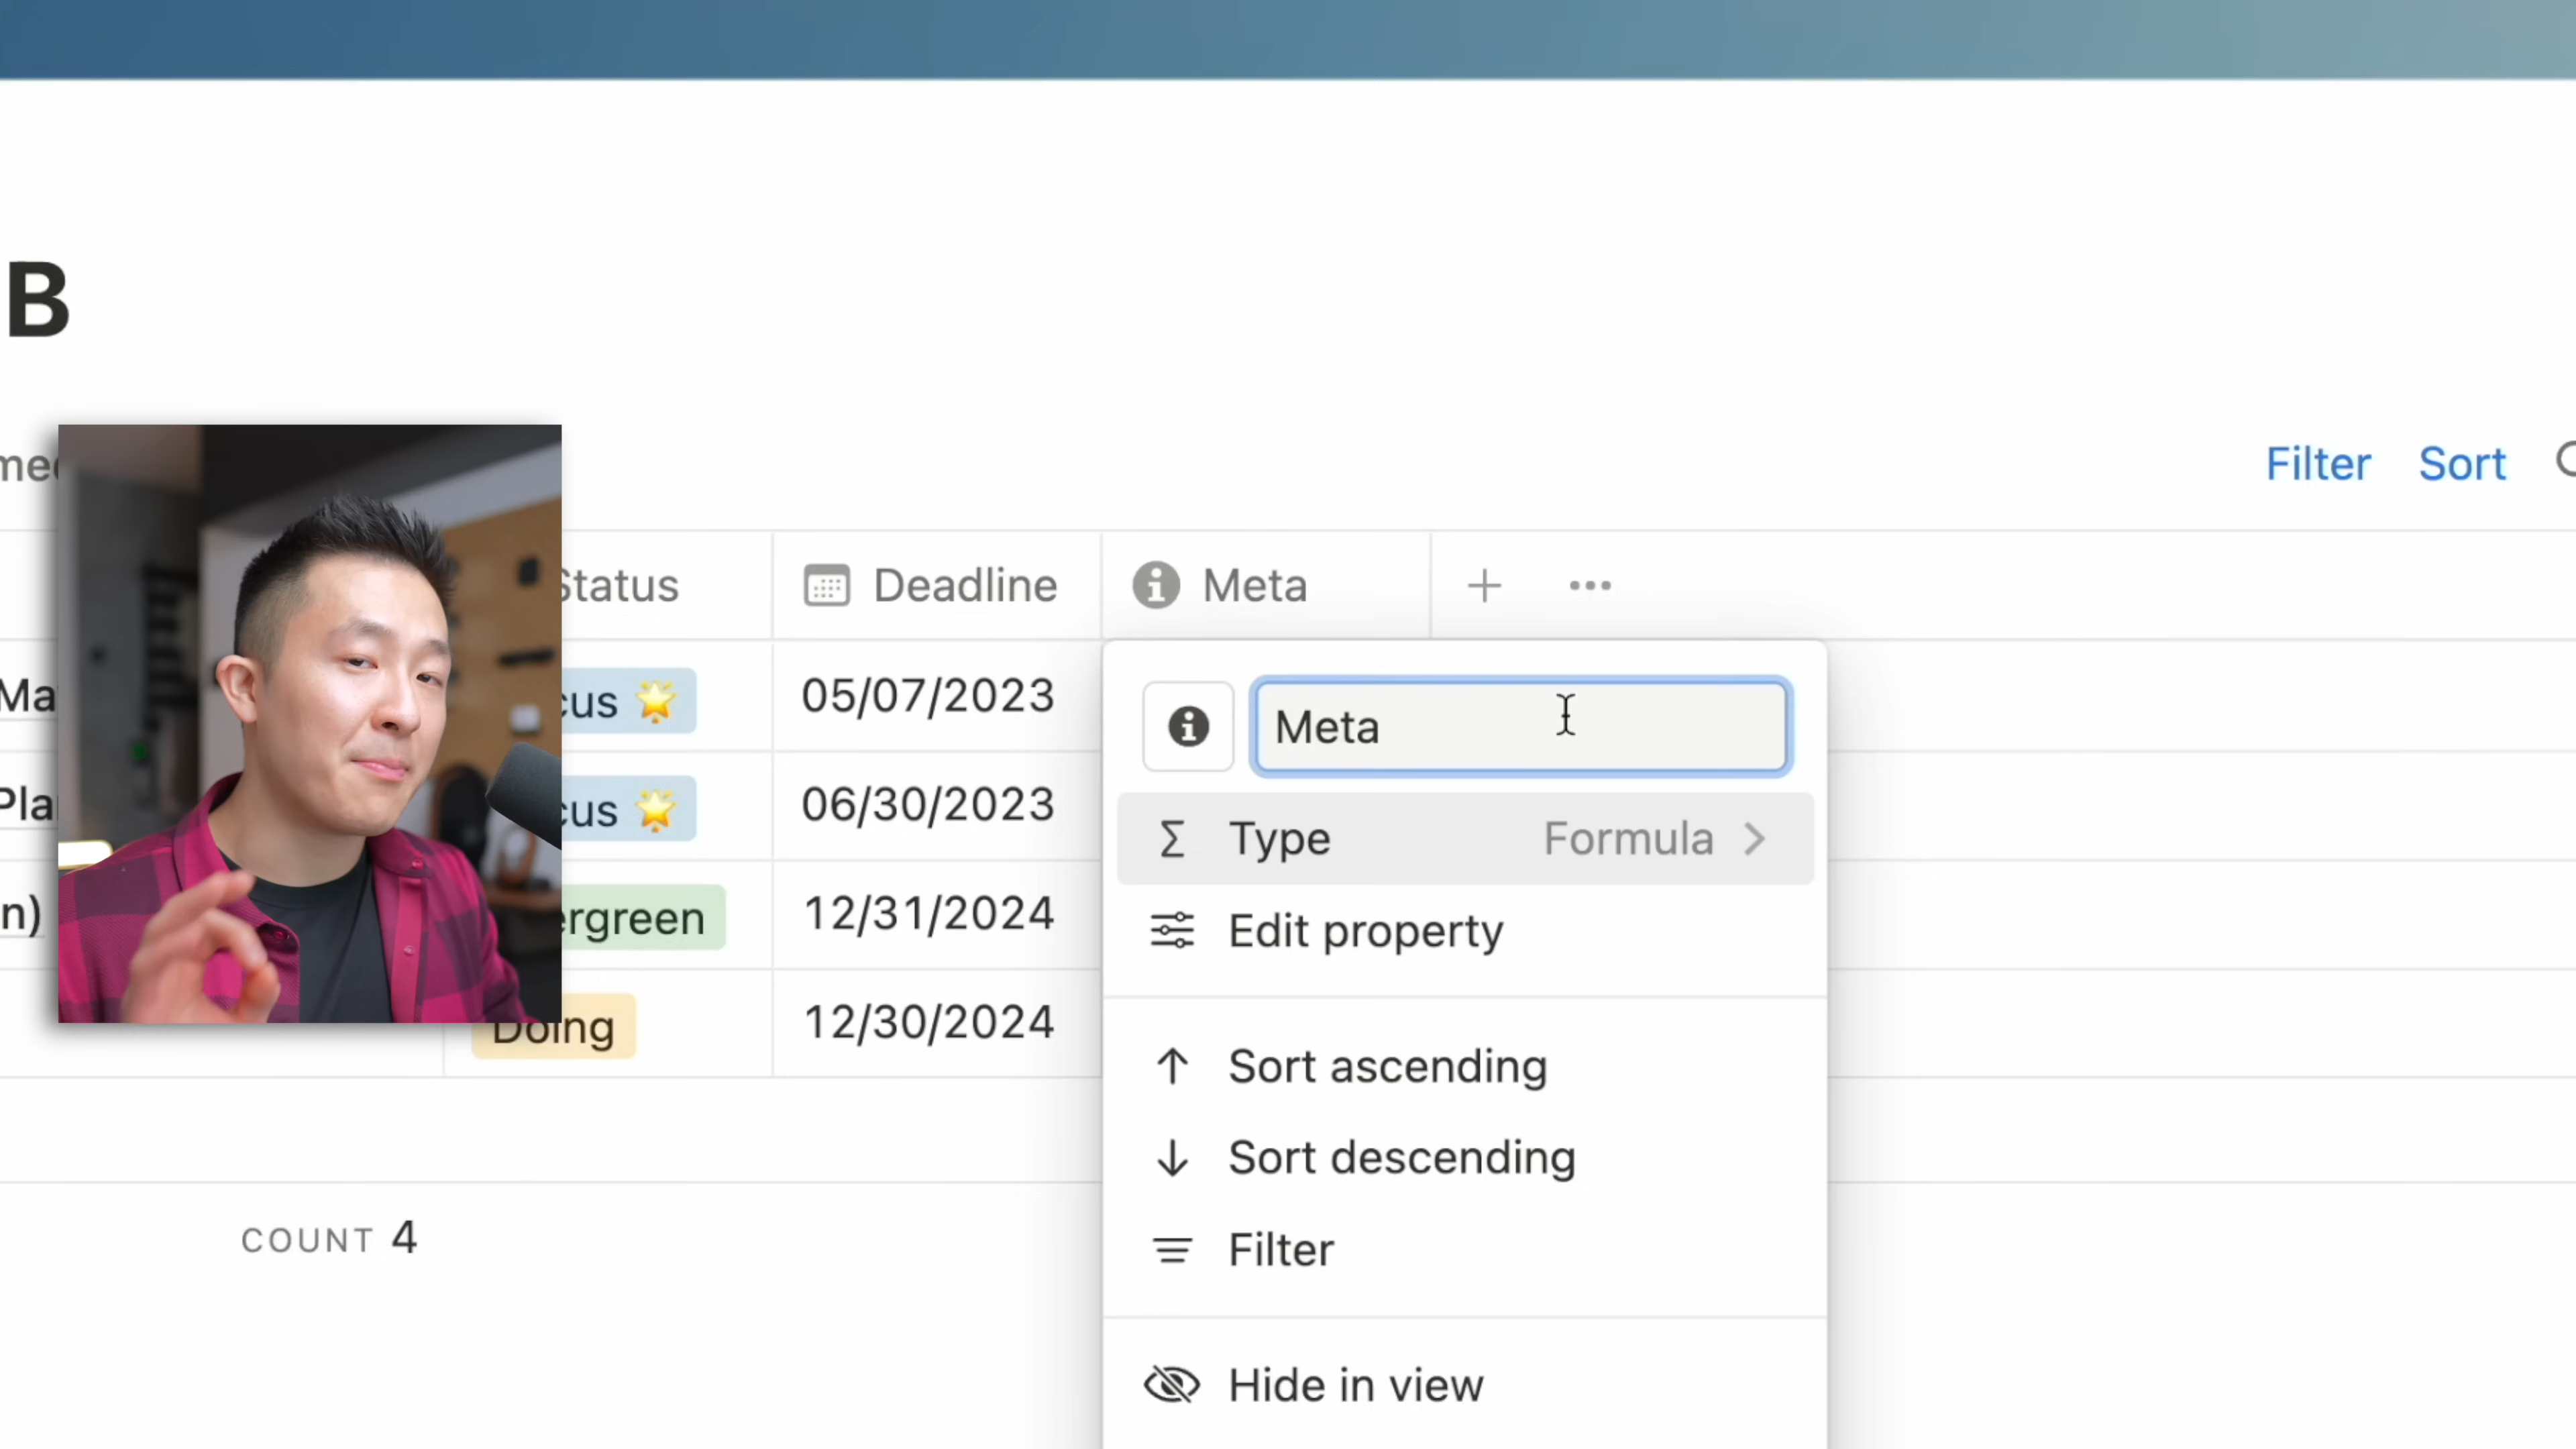 B
Filter Sort
Status Deadline Meta
05/07/2023
Meta
06/30/2023
Type Formula
12/31/2024
Edit property
Doing 12/30/2024
Sort ascending
Sort descending
COUNT 4
Filter
Hide in view